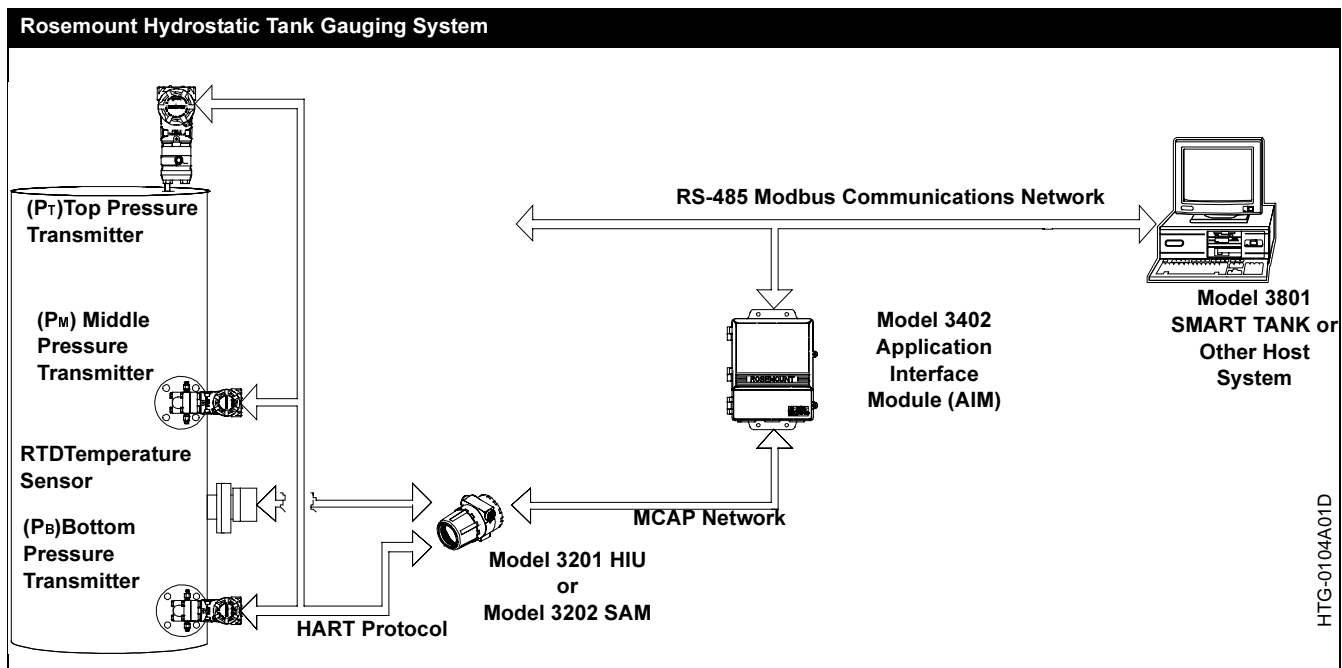 Rosemount Hydrostatic Tank Gauging System
(PT)Top Pressure
Transmitter
(PM) Middle
Pressure
Transmitter
RTDTemperature
Sensor
(PB)Bottom
Pressure
Transmitter
HART Protocol
Model 3201 HIU
or
Model 3202 SAM
MCAP Network
RS-485 Modbus Communications Network
ROSEMOUNT
Model 3402
Application
Interface
Module (AIM)
Model 3801
SMART TANK or
Other Host
System
HTG-0104A01D